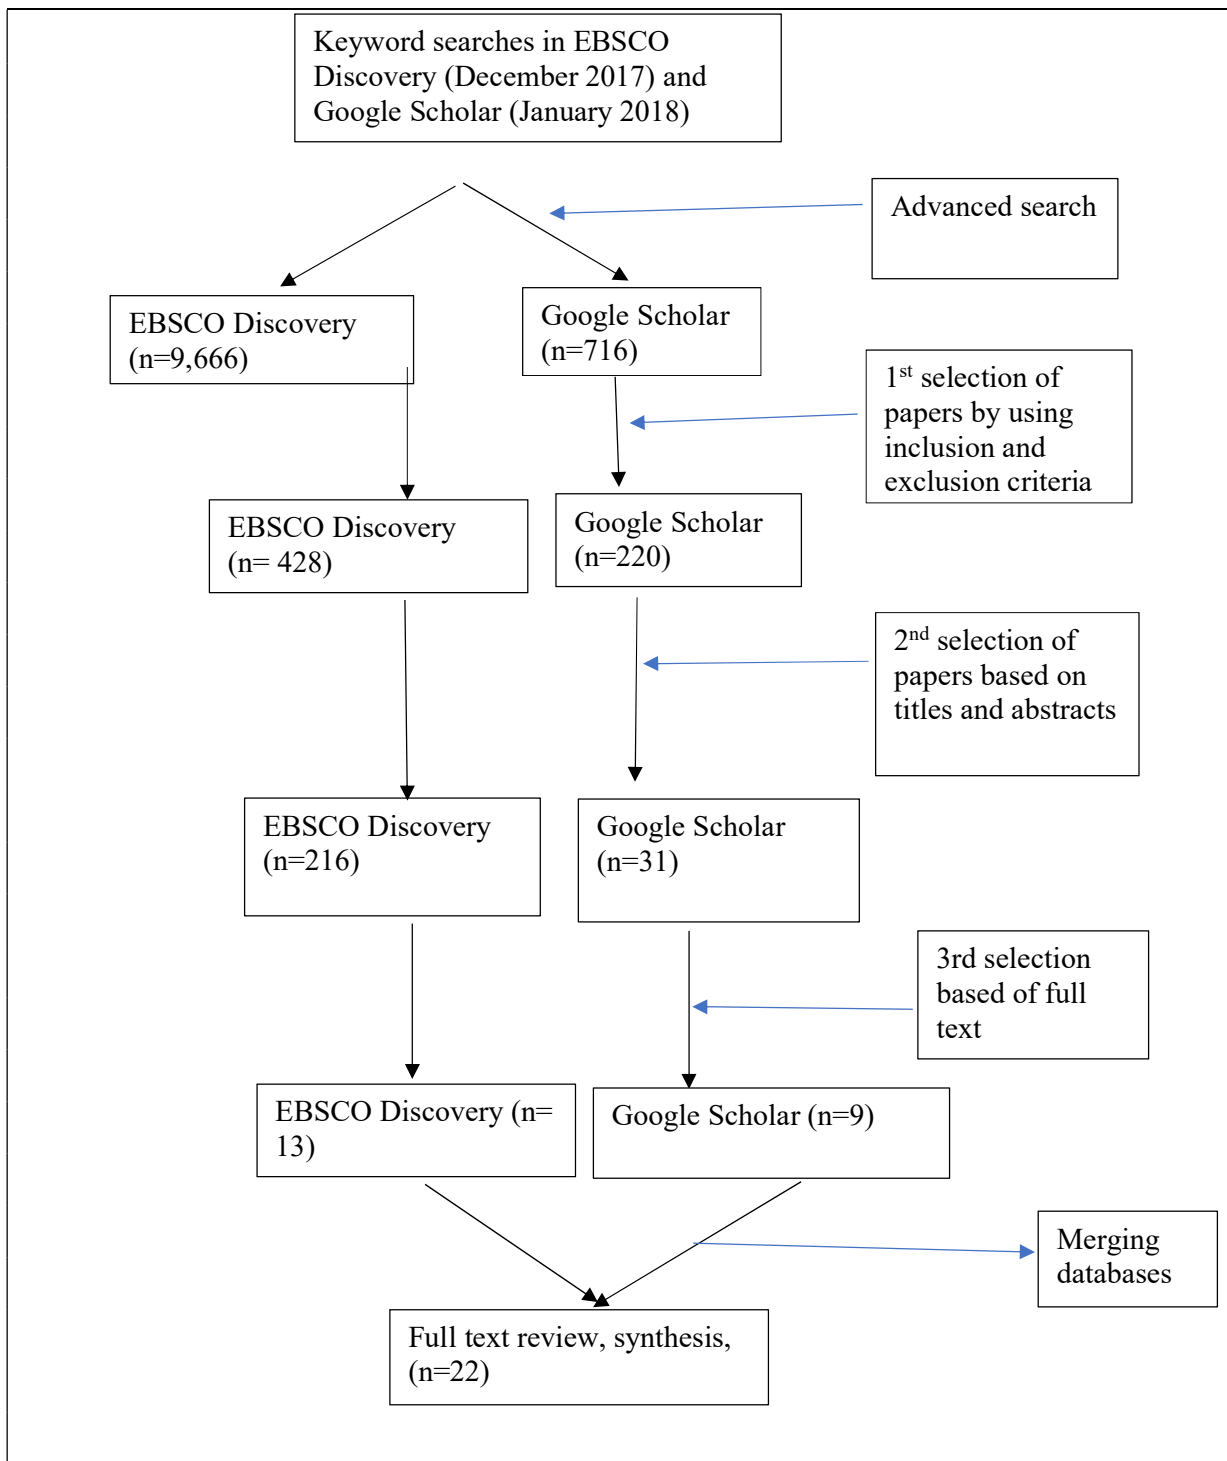 Keyword searches in EBSCO
Discovery (December 2017) and
Google Scholar (January 2018)
Advanced search
EBSCO Discovery
(n=9,666)
Google Scholar
(n=716)
1st selection of
papers by using
inclusion and
exclusion criteria
EBSCO Discovery
(n= 428)
Google Scholar
(n=220)
2nd selection of
papers based on
titles and abstracts
EBSCO Discovery
(n=216)
Google Scholar
(n=31)
3rd selection
based of full
text
EBSCO Discovery (n=
13)
Google Scholar (n=9)
Merging
databases
Full text review, synthesis,
(n=22)